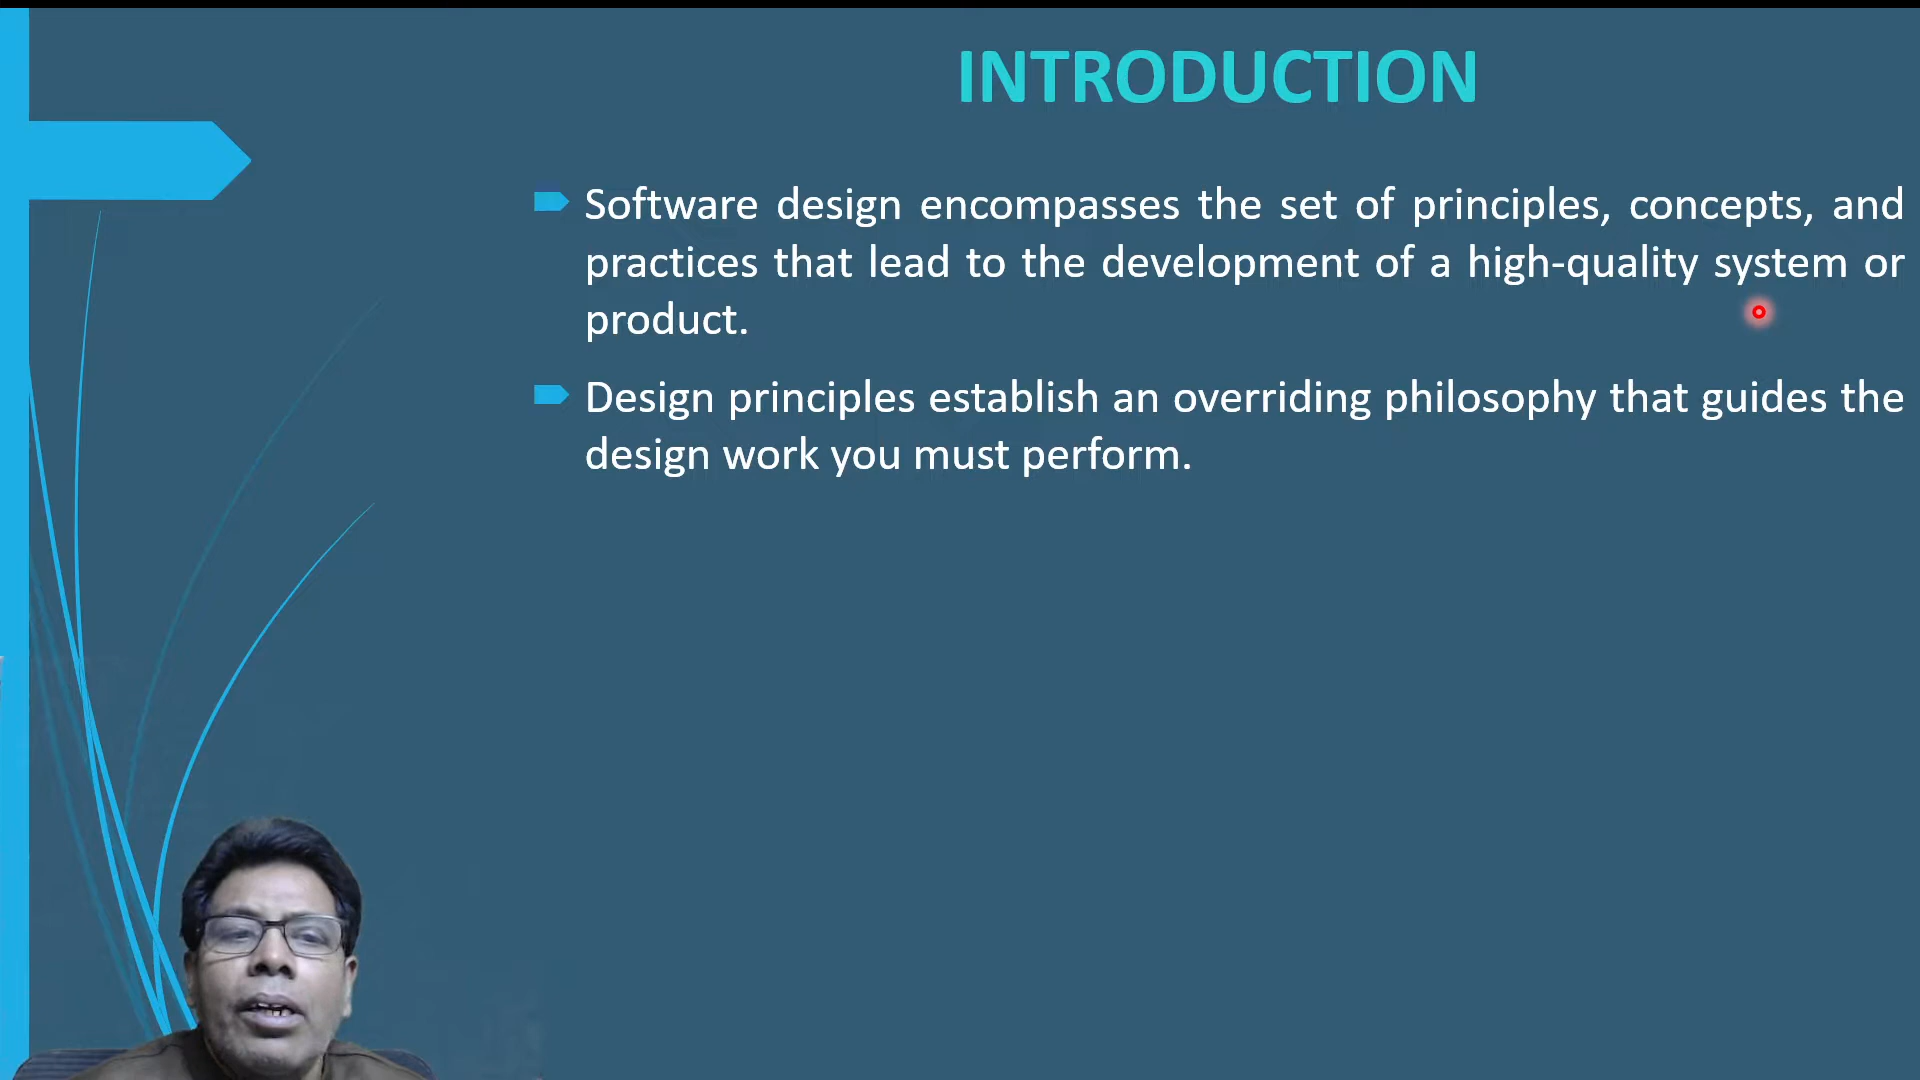 INTRODUCTION
Software design encompasses the set of principles, concepts, and
practices that lead to the development of a high-quality system or
product.
Design principles establish an overriding philosophy that guides the
design work you must perform.